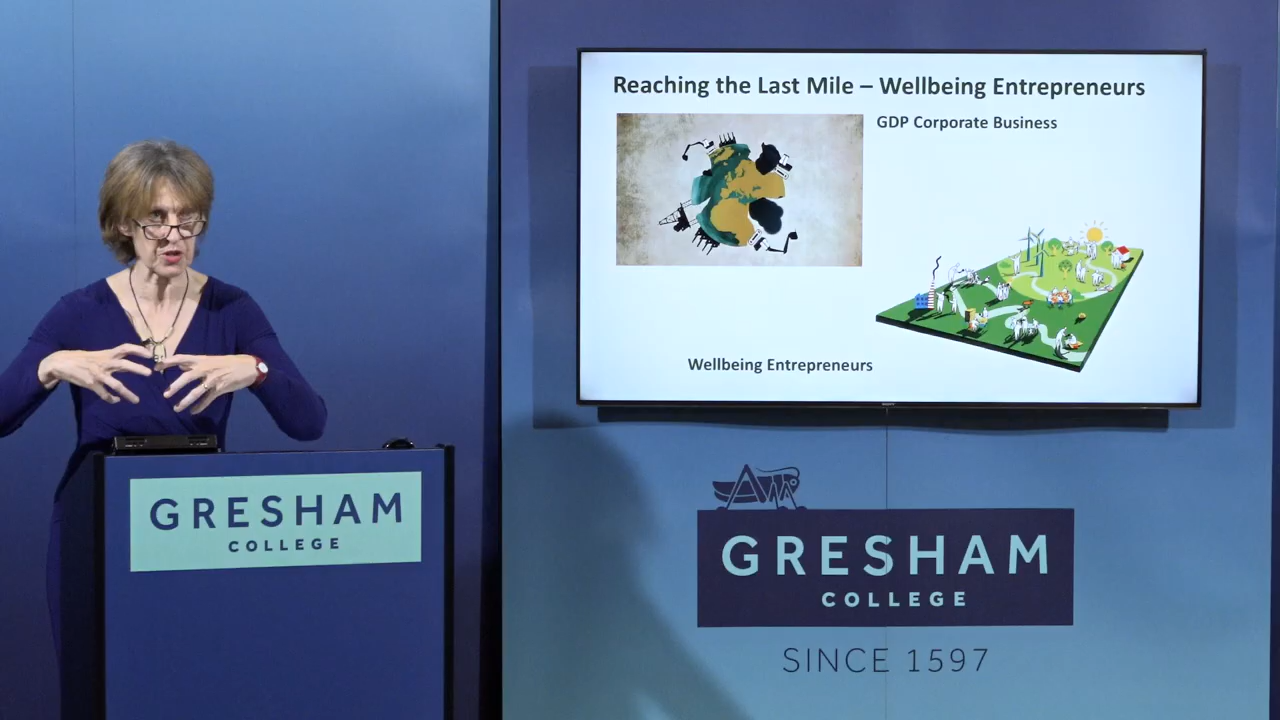 Reaching the Last Mile – Wellbeing Entrepreneurs
GDP Corporate Business
Wellbeing Entrepreneurs
GRESHAM
COLLEGE
GRESHAM
COLLEGE
SINCE 1597